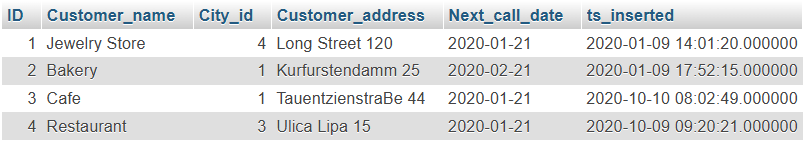 ID Customer_name City_id Customer_address Next_call_date ts_inserted
1 Jewelry Store 4 Long Street 120 2020-01-21 2020-01-09 14:01:20.000000
2 Bakery 1 Kurfurstendamm 25 2020-02-21 2020-01-09 17:52:15.000000
3 Cafe 1 TauentzienstraBe 44 2020-01-21 2020-10-10 08:02:49.000000
4 Restaurant 3 Ulica Lipa 15 2020-01-21 2020-10-09 09:20:21.000000